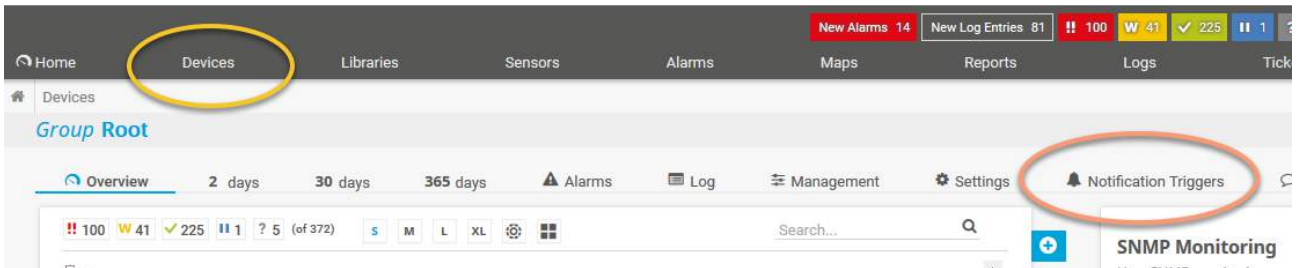 New Alarms 14 New Log Entries 81 !! 100 W 41 225 1 ?
Home Devices Libraries Sensors Alarms Maps Reports Logs Tick
Devices
Group Root
Overview 2 days 30 days 365 days Alarms Log Management Settings Notification Triggers
!! 100 W 41 225 1 ? 5 (of 372) S M L XL Search...
SNMP Monitoring